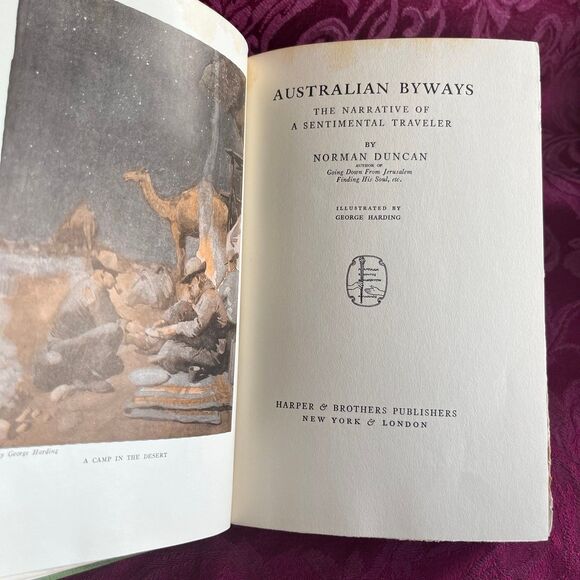 y George Harding
A CAMP IN THE DESERT
AUSTRALIAN BYWAYS
THE NARRATIVE OF
A SENTIMENTAL TRAVELER
BY
NORMAN DUNCAN
AUTHOR OF
Going Down From Jerusalem
Finding His Soul, etc.
ILLUSTRATED BY
GEORGE HARDING
HARPER & BROTHERS PUBLISHERS
NEW YORK & LONDON